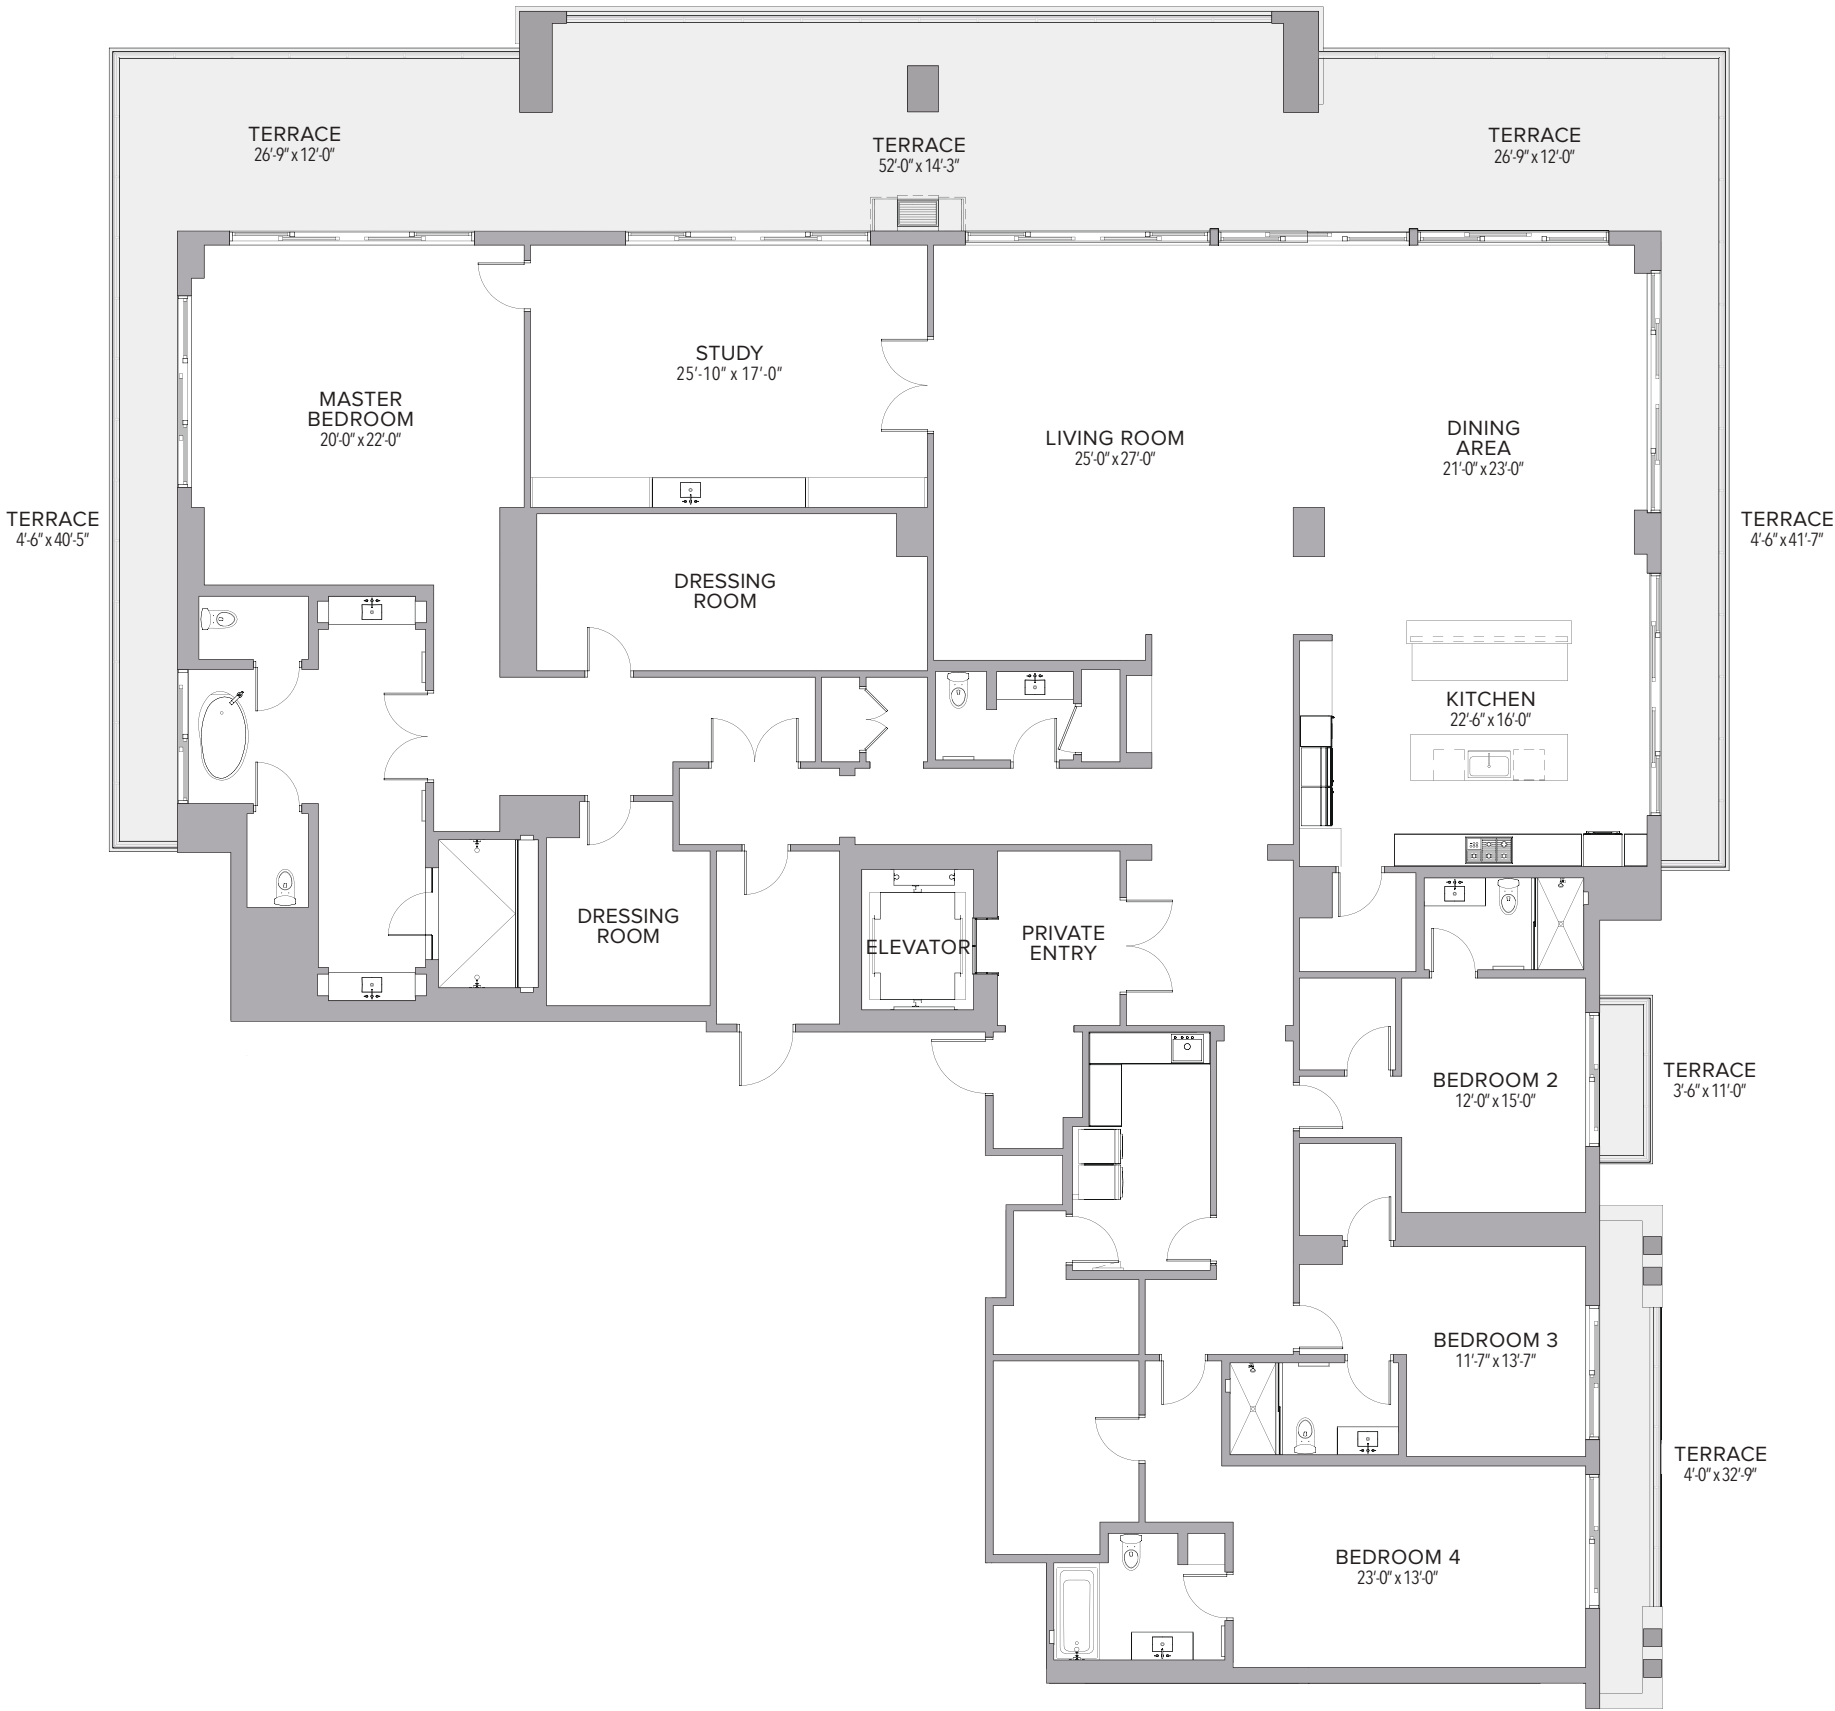 TERRACE
26'-9" x 12'-0"
TERRACE
52'-0" x 14'-3"
TERRACE
26'-9" x 12'-0"
STUDY
25'-10" x 17'-0"
MASTER
BEDROOM
20'-0" x 22'-0"
LIVING ROOM
25'-0" x 27'-0"
DINING
AREA
21'-0" x 23'-0"
TERRACE
4'-6" x 40'-5"
TERRACE
4'-6" x 41'-7"
DRESSING
ROOM
KITCHEN
22'-6" x 16'-0"
DRESSING
ROOM
ELEVATOR
PRIVATE
ENTRY
BEDROOM 2
12'-0" x 15'-0"
TERRACE
3'-6" x 11'-0"
BEDROOM 3
11'-7" x 13'-7"
TERRACE
4'-0" x 32'-9"
BEDROOM 4
23'-0" x 13'-0"